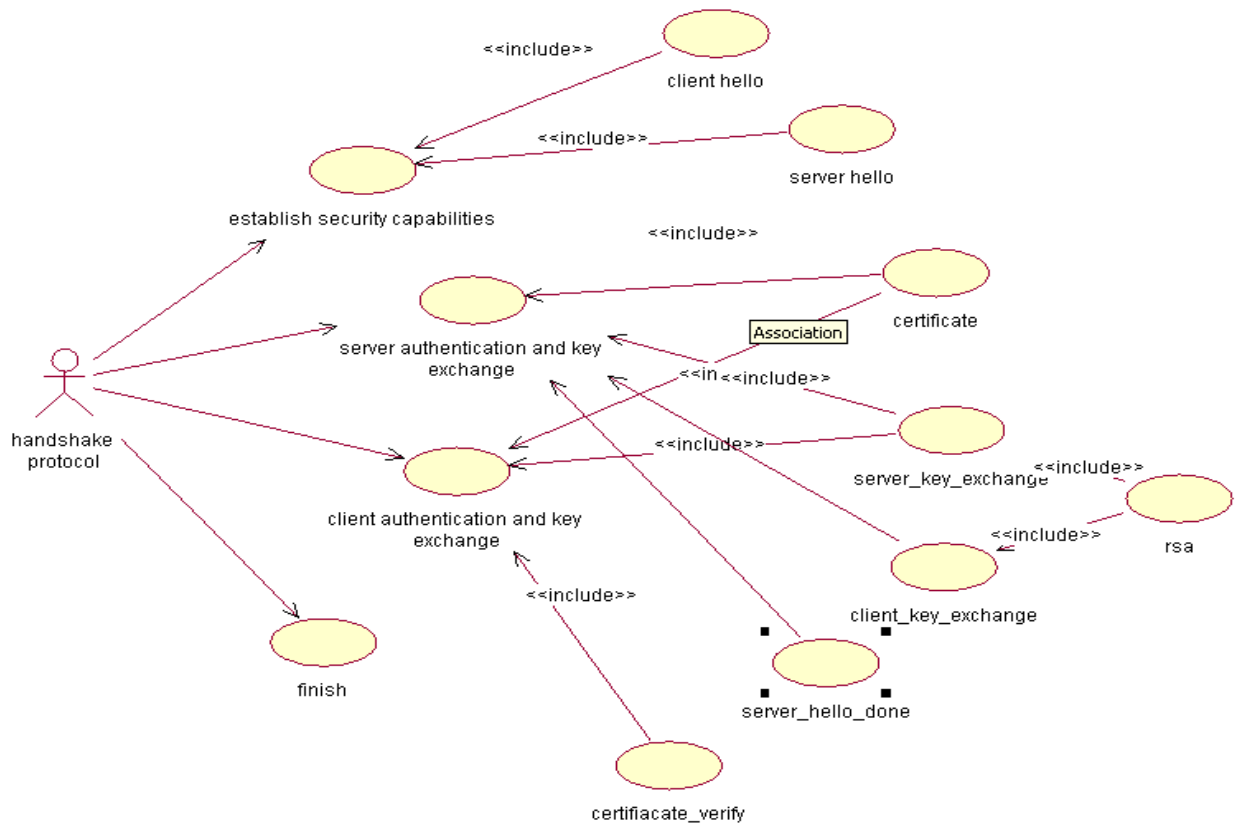 <<include>>
client hello
<<include>>
server hello
establish security capabilities
<<include>>
certificate
Association
server authentication and key
exchange
<<in
<<include>>
handshake
protocol
<<include>>
server_key_exchange
<<include>>
rsa
client authentication and key
exchange
<<include>>
client_key_exchange
<<include>>
finish
server_hello_done
certifiacate_verify